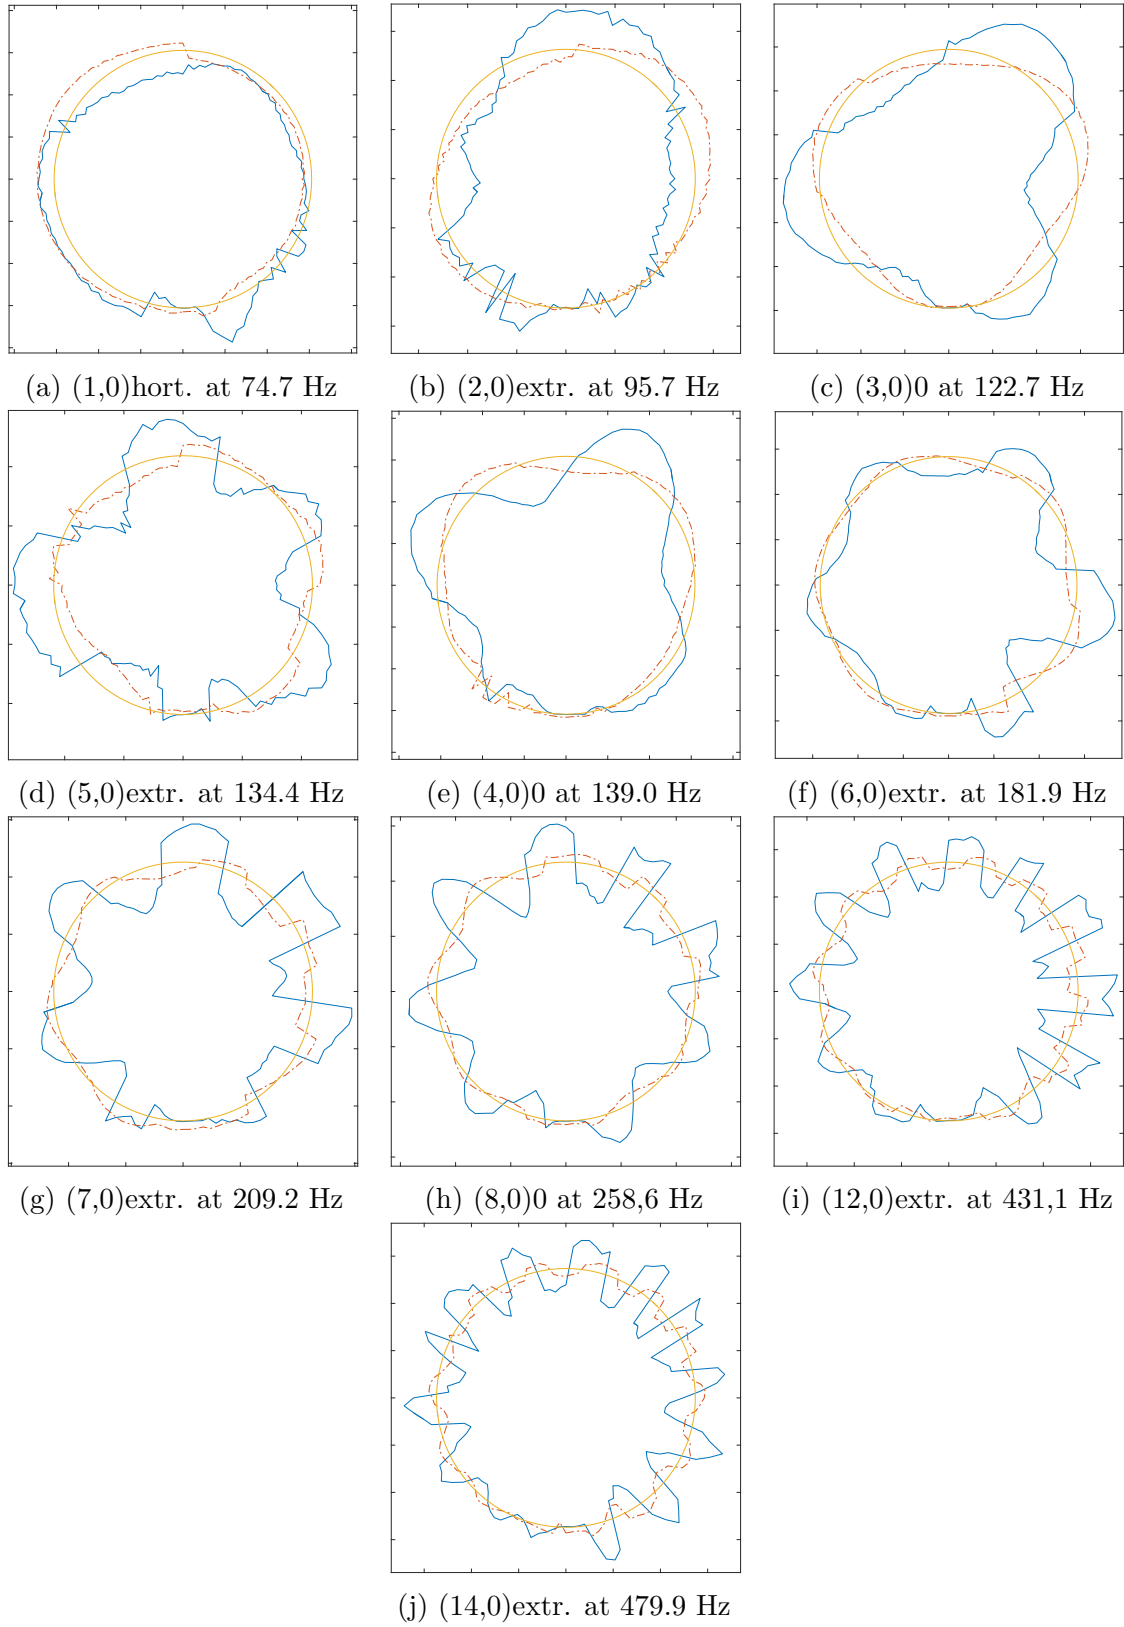 (a) (1,0)hort. at 74.7 Hz
(b) (2,0)extr. at 95.7 Hz
(c) (3,0)0 at 122.7 Hz
(d) (5,0)extr. at 134.4 Hz
(e) (4,0)0 at 139.0 Hz
(f) (6,0)extr. at 181.9 Hz
(g) (7,0)extr. at 209.2 Hz
(h) (8,0)0 at 258,6 Hz
(i) (12,0)extr. at 431,1 Hz
(j) (14,0)extr. at 479.9 Hz